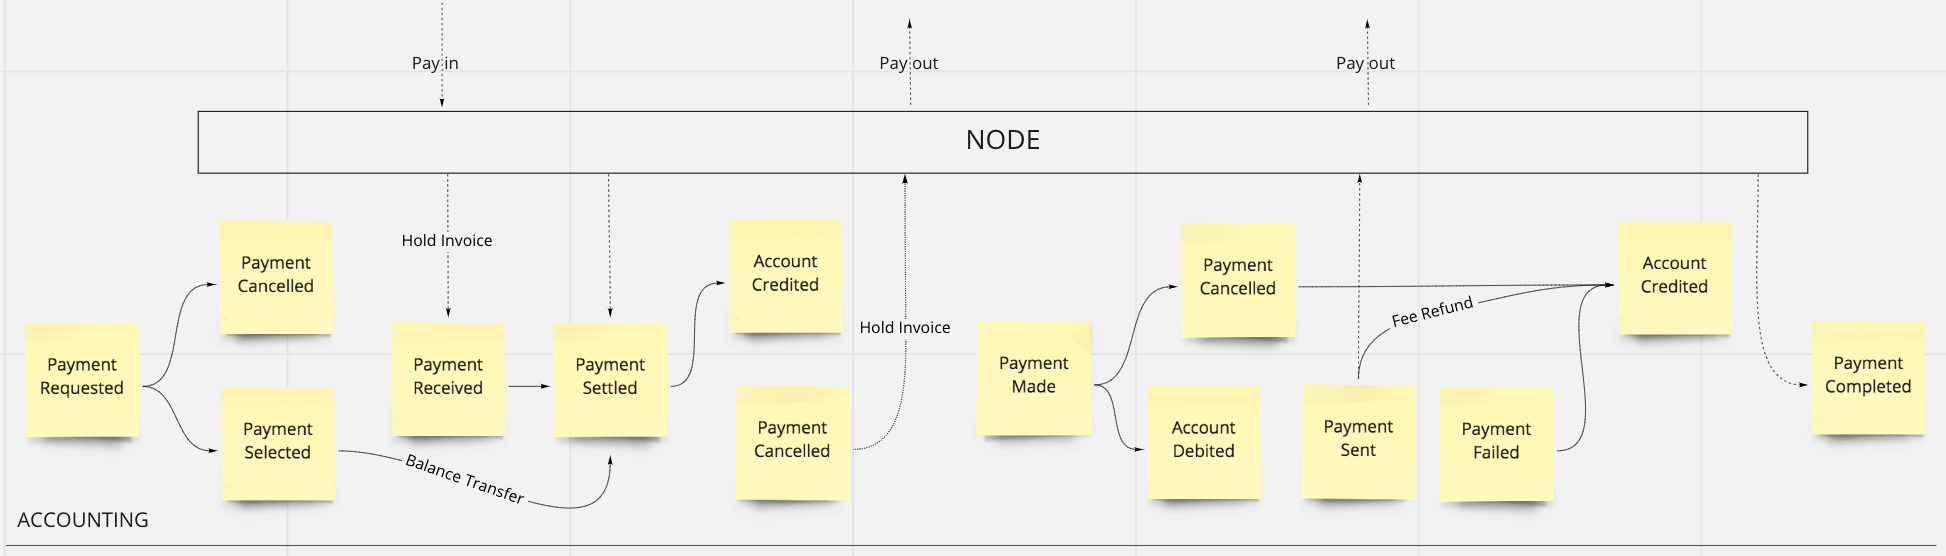 Pay in
Pay out
Pay out
NODE
Hold Invoice
Payment
Cancelled
Account
Credited
Payment
Cancelled
Account
Credited
Fee Refund
Hold Invoice
Payment
Requested
Payment
Received
Payment
Settled
Payment
Made
Payment
Completed
Payment
Selected
Balance Transfer
Payment
Cancelled
Account
Debited
Payment
Sent
Payment
Failed
ACCOUNTING